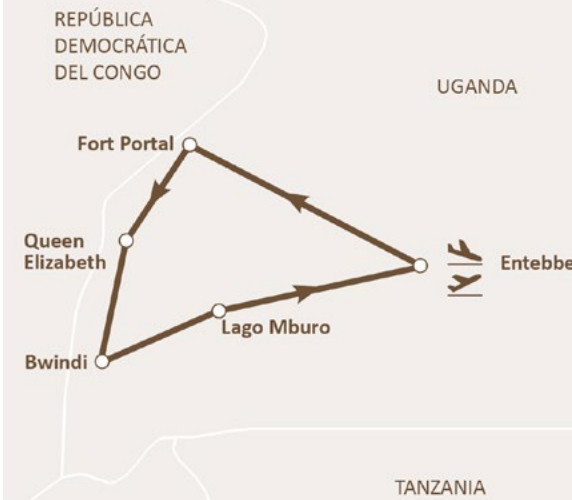 REPÚBLICA
DEMOCRÁTICA
DEL CONGO
UGANDA
Fort Portal
Queen
Elizabeth
Entebbe
Lago Mburo
Bwindi
TANZANIA